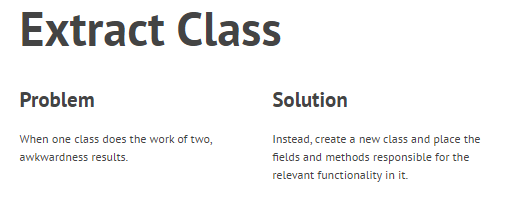 Extract Class
Problem
When one class does the work of two,
awkwardness results.
Solution
Instead, create a new class and place the
fields and methods responsible for the
relevant functionality in it.